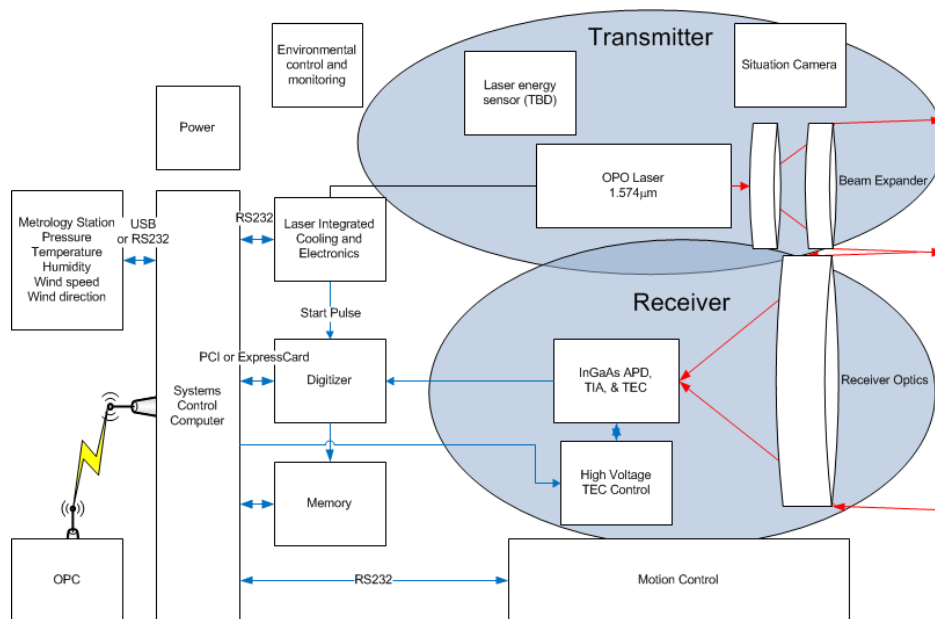 Transmitter
Environmental
control and
monitoring
Laser energy
sensor (TBD)
Situation Camera
Power
OPO Laser
1.574μm
Beam Expander
Metrology Station
Pressure
Temperature
Humidity
Wind speed
Wind direction
USB
or RS232
RS232
Laser Integrated
Cooling and
Electronics
Start Pulse
Receiver
PCI or ExpressCard
Digitizer
InGaAs APD,
TIA, & TEC
Receiver Optics
Systems
Control
Computer
High Voltage
TEC Control
Memory
OPC
RS232
Motion Control